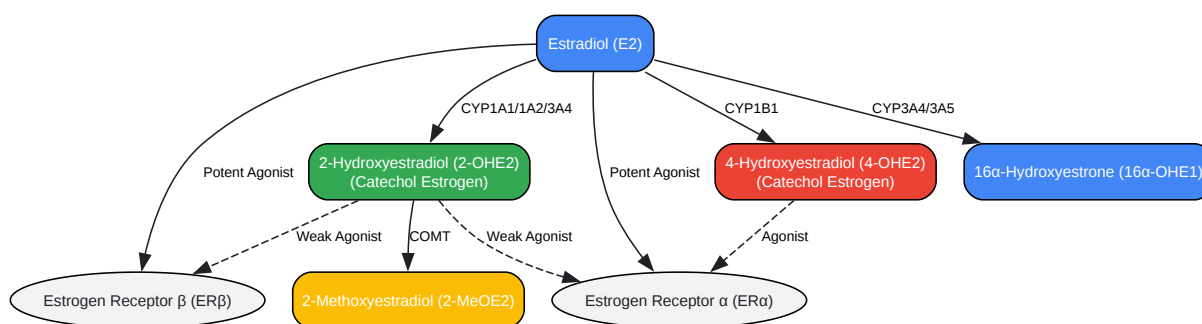 Estradiol (E2)
CYP1A1/1A2/3A4
CYP1B1
CYP3A4/3A5
2-Hydroxyestradiol (2-OHE2)
(Catechol Estrogen)
4-Hydroxyestradiol (4-OHE2)
(Catechol Estrogen)
16α-Hydroxyestrone (16α-OHE1)
Potent Agonist
Potent Agonist
Weak Agonist
COMT
Weak Agonist
Agonist
Estrogen Receptor β (ERβ)
2-Methoxyestradiol (2-MeOE2)
Estrogen Receptor α (ERα)